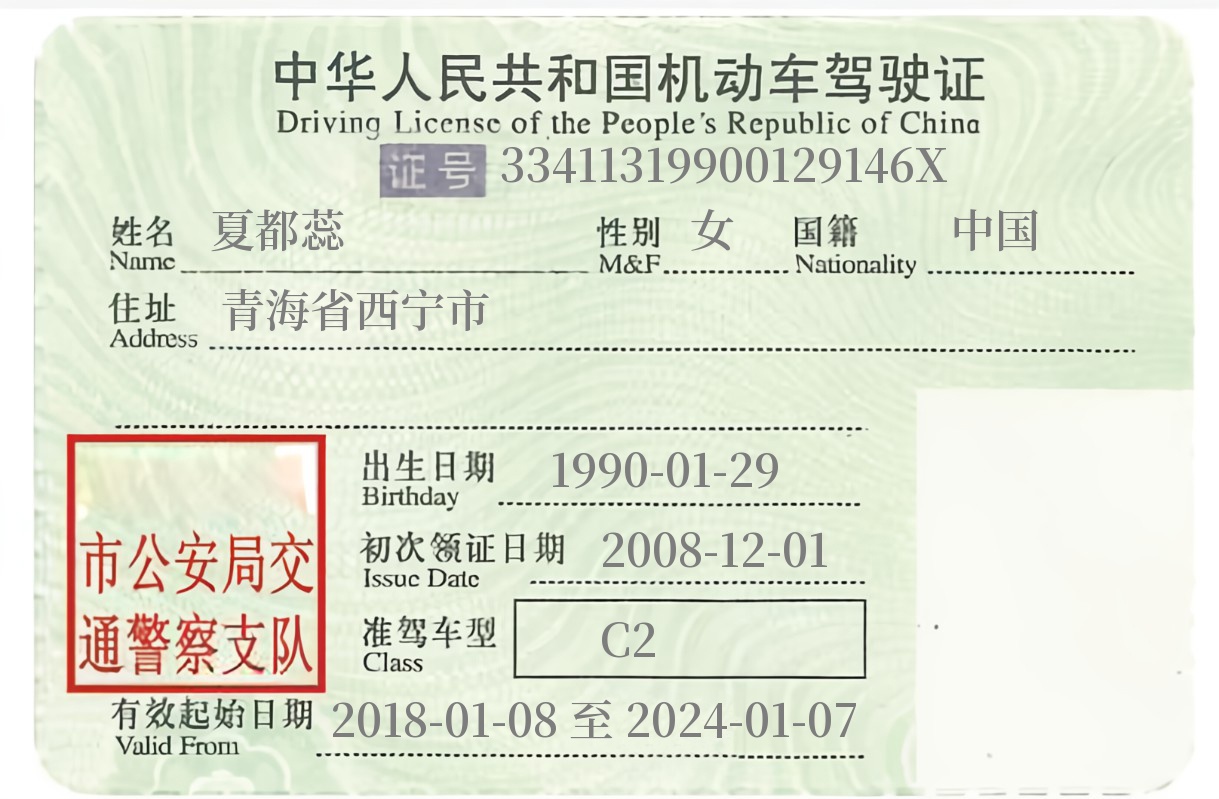 中华人民共和国机动车驾驶证
Driving License of the People's Republic of China
证号 33411319900129146X
姓名 夏都蕊 性别 女 国籍 中国
Name M&F Nationality
住址 青海省西宁市
Address
出生日期 1990-01-29
Birthday
初次领证日期 2008-12-01
Issue Date
市公安局交
通警察支队
准驾车型 C2
Class
有效起始日期 2018-01-08 至 2024-01-07
Valid From